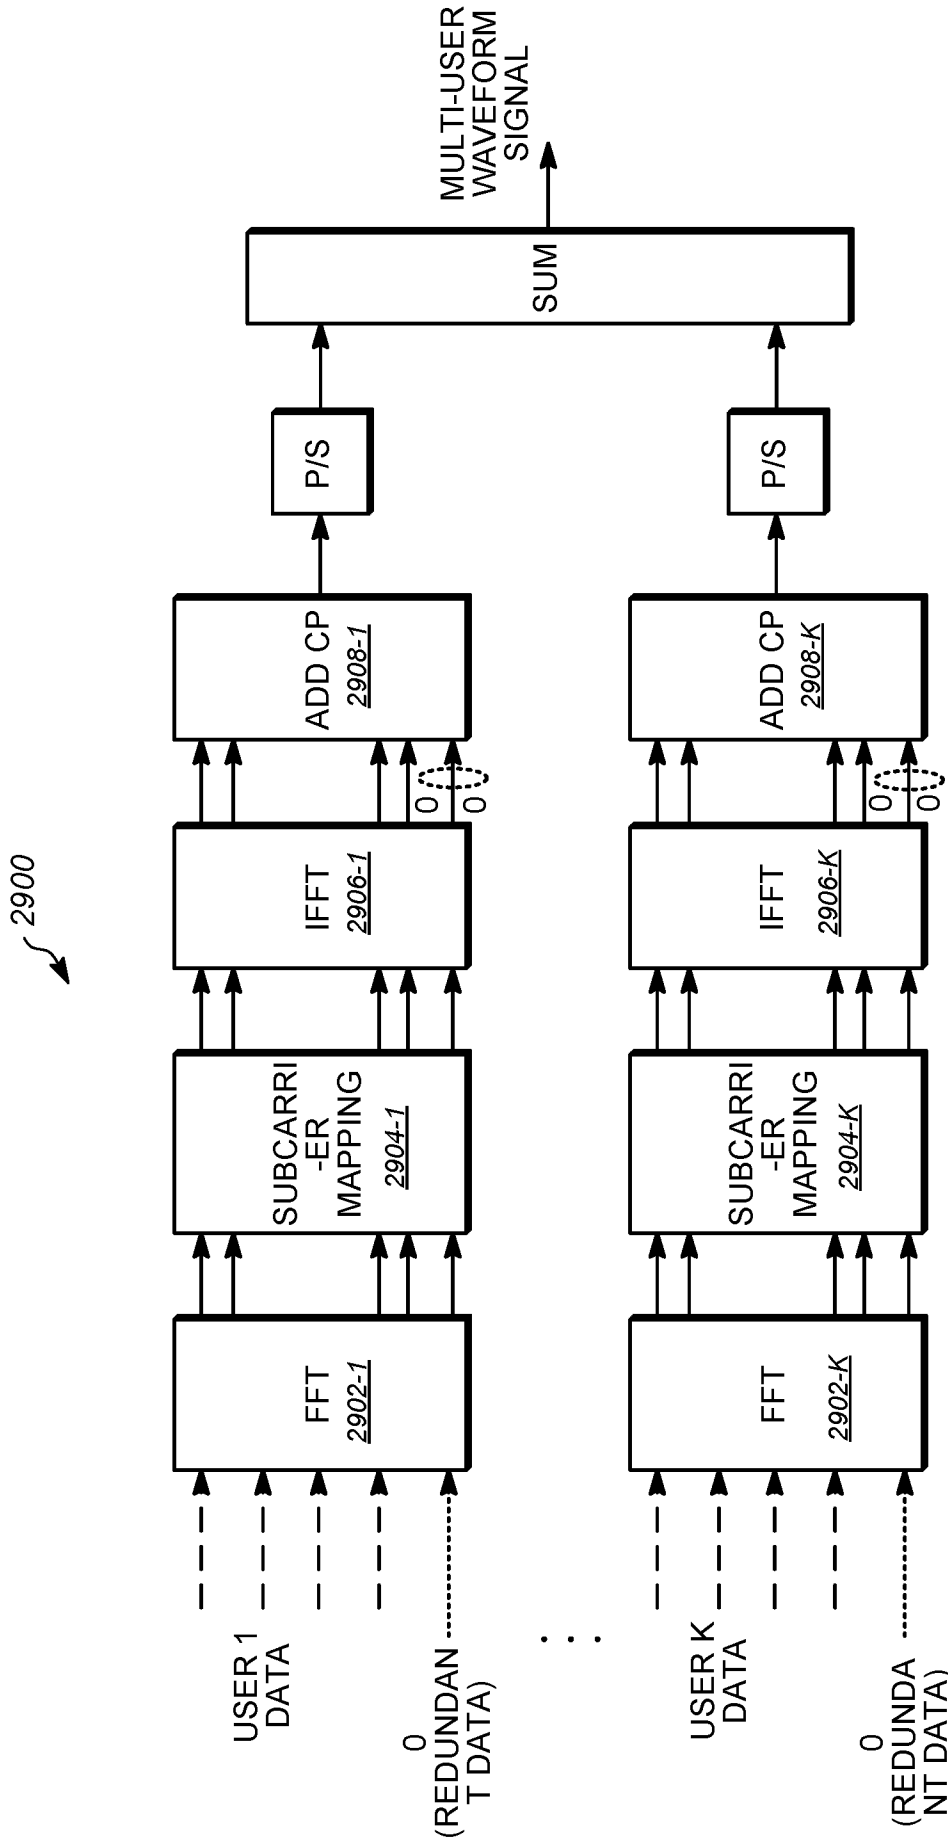 2900
USER 1
DATA
0
(REDUNDAN
T DATA)
FFT
2902-1
SUBCARRI
-ER
MAPPING
2904-1
IFFT
2906-1
0
0
ADD CP
2908-1
P/S
. . .
USER K
DATA
0
(REDUNDA
NT DATA)
FFT
2902-K
SUBCARRI
-ER
MAPPING
2904-K
IFFT
2906-K
0
0
ADD CP
2908-K
P/S
SUM
MULTI-USER
WAVEFORM
SIGNAL